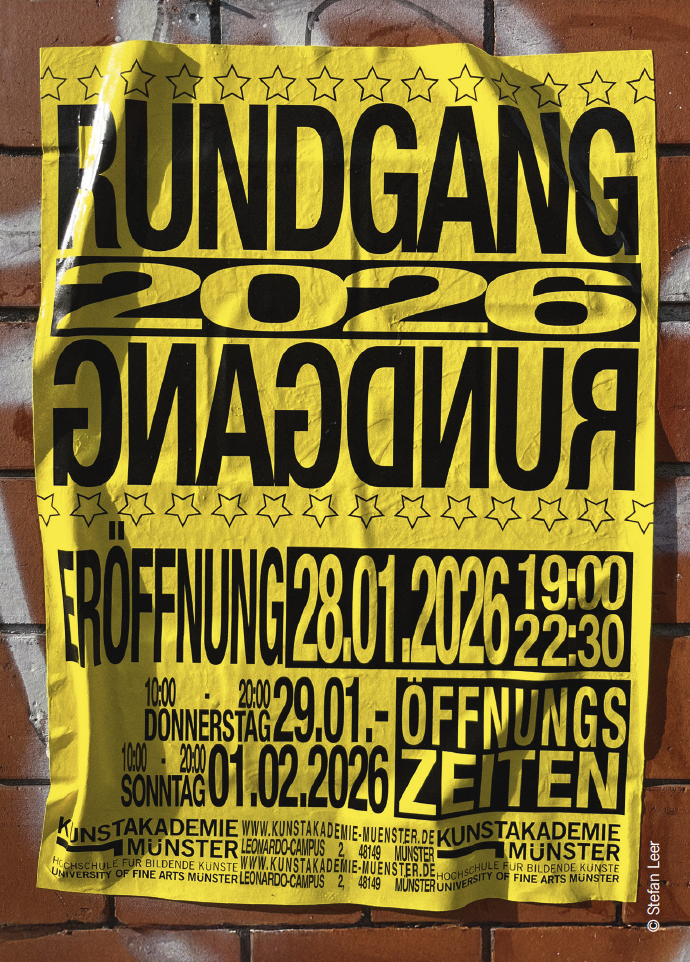 RUNDGANG
2026
RUNDGANG
ERÖFFNUNG 28.01.2026 19:00 22:30
10:00 - 20:00
DONNERSTAG 29.01.-
10:00 - 20:00
SONNTAG 01.02.2026
ÖFFNUNGS
ZEITEN
KUNSTAKADEMIE
MÜNSTER
HOCHSCHULE FÜR BILDENDE KÜNSTE
UNIVERSITY OF FINE ARTS MÜNSTER
WWW.KUNSTAKADEMIE-MUENSTER.DE
LEONARDO-CAMPUS 2, 48149 MÜNSTER
WWW.KUNSTAKADEMIE-MUENSTER.DE
LEONARDO-CAMPUS 2, 48149 MÜNSTER
KUNSTAKADEMIE
MÜNSTER
HOCHSCHULE FÜR BILDENDE KÜNSTE
UNIVERSITY OF FINE ARTS MÜNSTER
© Stefan Leer